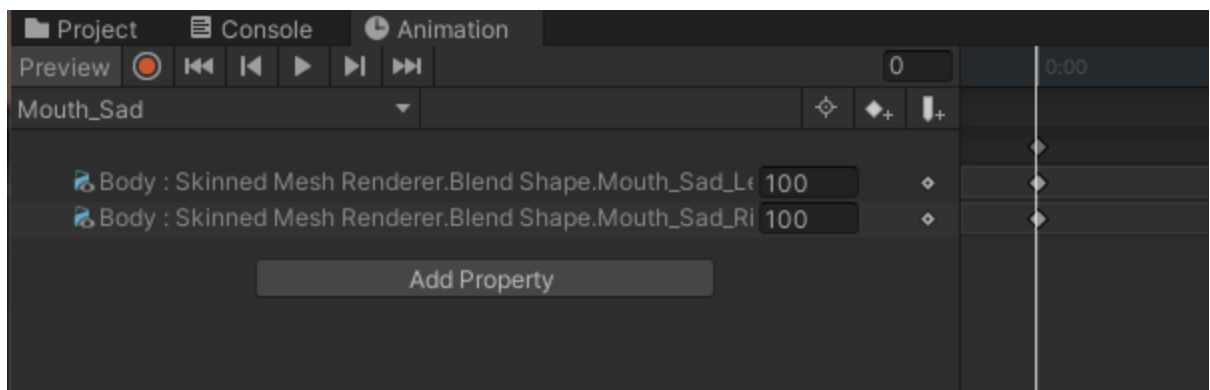 Project Console Animation
Preview 0 0:00
Mouth_Sad
Body : Skinned Mesh Renderer.Blend Shape.Mouth_Sad_Le 100
Body : Skinned Mesh Renderer.Blend Shape.Mouth_Sad_Ri 100
Add Property